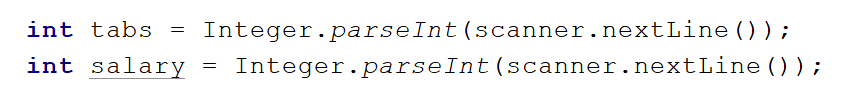 int tabs = Integer.parseInt(scanner.nextLine());
int salary = Integer.parseInt(scanner.nextLine());